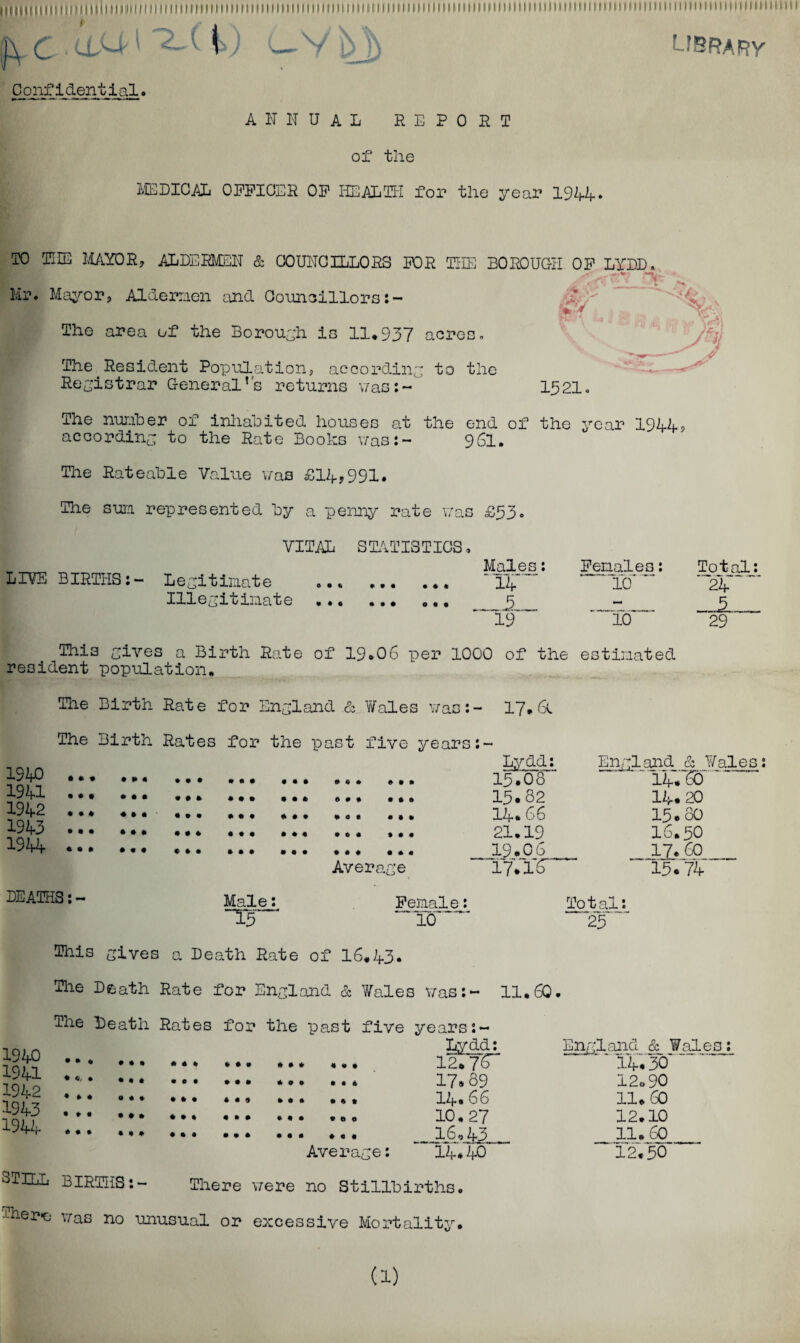 LIBRARY
Confidential.
ANNUAL REPORT
of the
MEDICAL OFFICER OF HEALTH for the year 1944.
TO THE MAYOR, ALDERMEN & COUNCILLORS FOR THE BOROUGH OF LYDD.
Mr. Mayor, Aldermen and Councillors:-
The area of the Borough is 11.937 acres.
The Resident Population, according to the
Registrar General's returns was:- 1521.
The number of inhabited houses at the end of the year 1944,
according to the Rate Books was:- 961.
The Rateable Value was £14,991.
The sum represented by a penny rate was £53.
VITAL STATISTICS.
Males: Females: Total:
LIVE BIRTHS:- Legitimate ... ... ... 14 10 24
Illegitimate ... ... ... 5 - 5
19 10 29
This gives a Birth Rate of 19.06 per 1000 of the estimated
resident population.
The Birth Rate for England & Wales was:- 17.6.
The Birth Rates for the past five years:-
Lydd: England & Wales:
1940 ... ... ... ... ... ... ... 15.08 14.60
1941 ... ... ... ... ... ... ... 15.82 14.20
1942 ... ... ... ... ... ... ... 14.66 15.80
1943 ... ... ... ... ... ... ... 21.19 16.50
1944 ... ... ... ... ... ... ... 19.06 17.60
Average 17.16 15.74
DEATHS:- Male: Female: Total:
15 10 25
This gives a Death Rate of 16.43.
The Death Rate for England & Wales was:- 11.60.
The Death Rates for the past five years:-
Lydd: England & Wales:
1940 ... ... ... ... ... ... 12.76 14.30
1941 ... ... ... ... ... ... 17.89 12.90
1942 ... ... ... ... ... ... 14.66 11.60
1943 ... ... ... ... ... ... 10.27 12.10
1944 ... ... ... ... ... ... 16.43 11.60
Average: 14.40 12.50
STILL BIRTHS:- There were no Stillbirths.
There was no unusual or excessive Mortality.
(1)